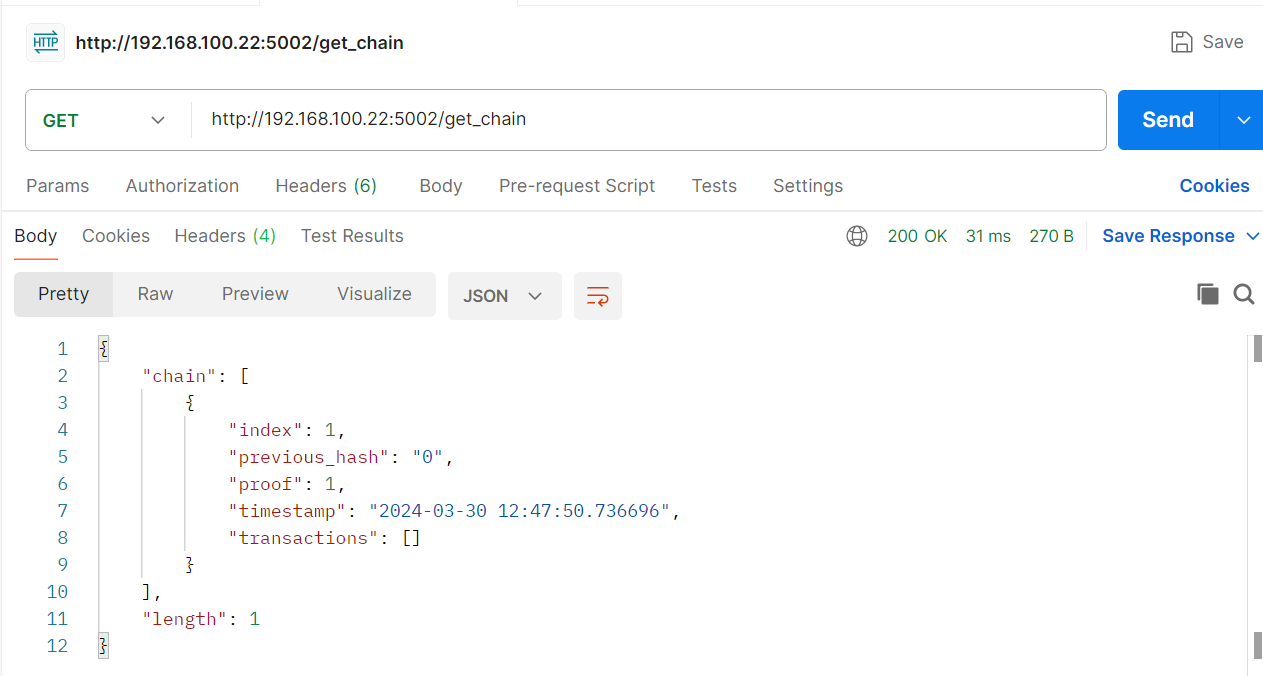 HTTP http://192.168.100.22:5002/get_chain Save
GET http://192.168.100.22:5002/get_chain Send
Params Authorization Headers (6) Body Pre-request Script Tests Settings Cookies
Body Cookies Headers (4) Test Results 200 OK 31 ms 270 B Save Response
Pretty Raw Preview Visualize JSON
1 {
2 "chain": [
3 {
4 "index": 1,
5 "previous_hash": "0",
6 "proof": 1,
7 "timestamp": "2024-03-30 12:47:50.736696",
8 "transactions": []
9 }
10 ],
11 "length": 1
12 }